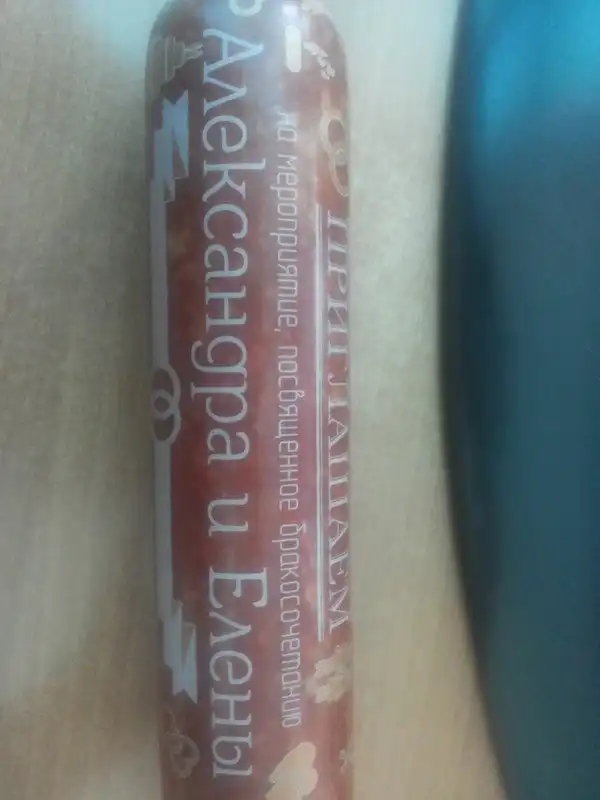 ПРИГЛАШАЕМ
на мероприятие, посвященное бракосочетанию
Александра и Елены